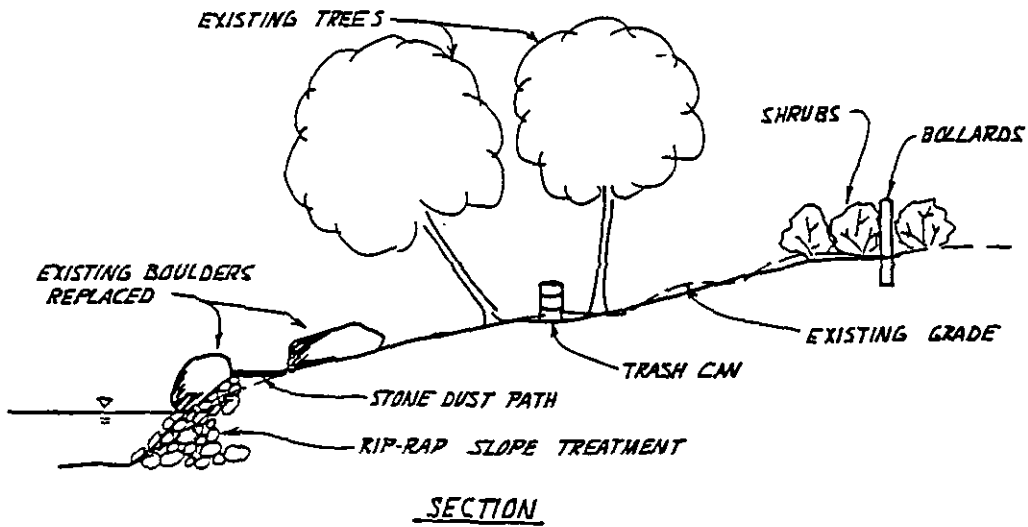 EXISTING TREES
SHRUBS
BOLLARDS
EXISTING BOULDERS
REPLACED
EXISTING GRADE
TRASH CAN
STONE DUST PATH
RIP-RAP SLOPE TREATMENT
SECTION